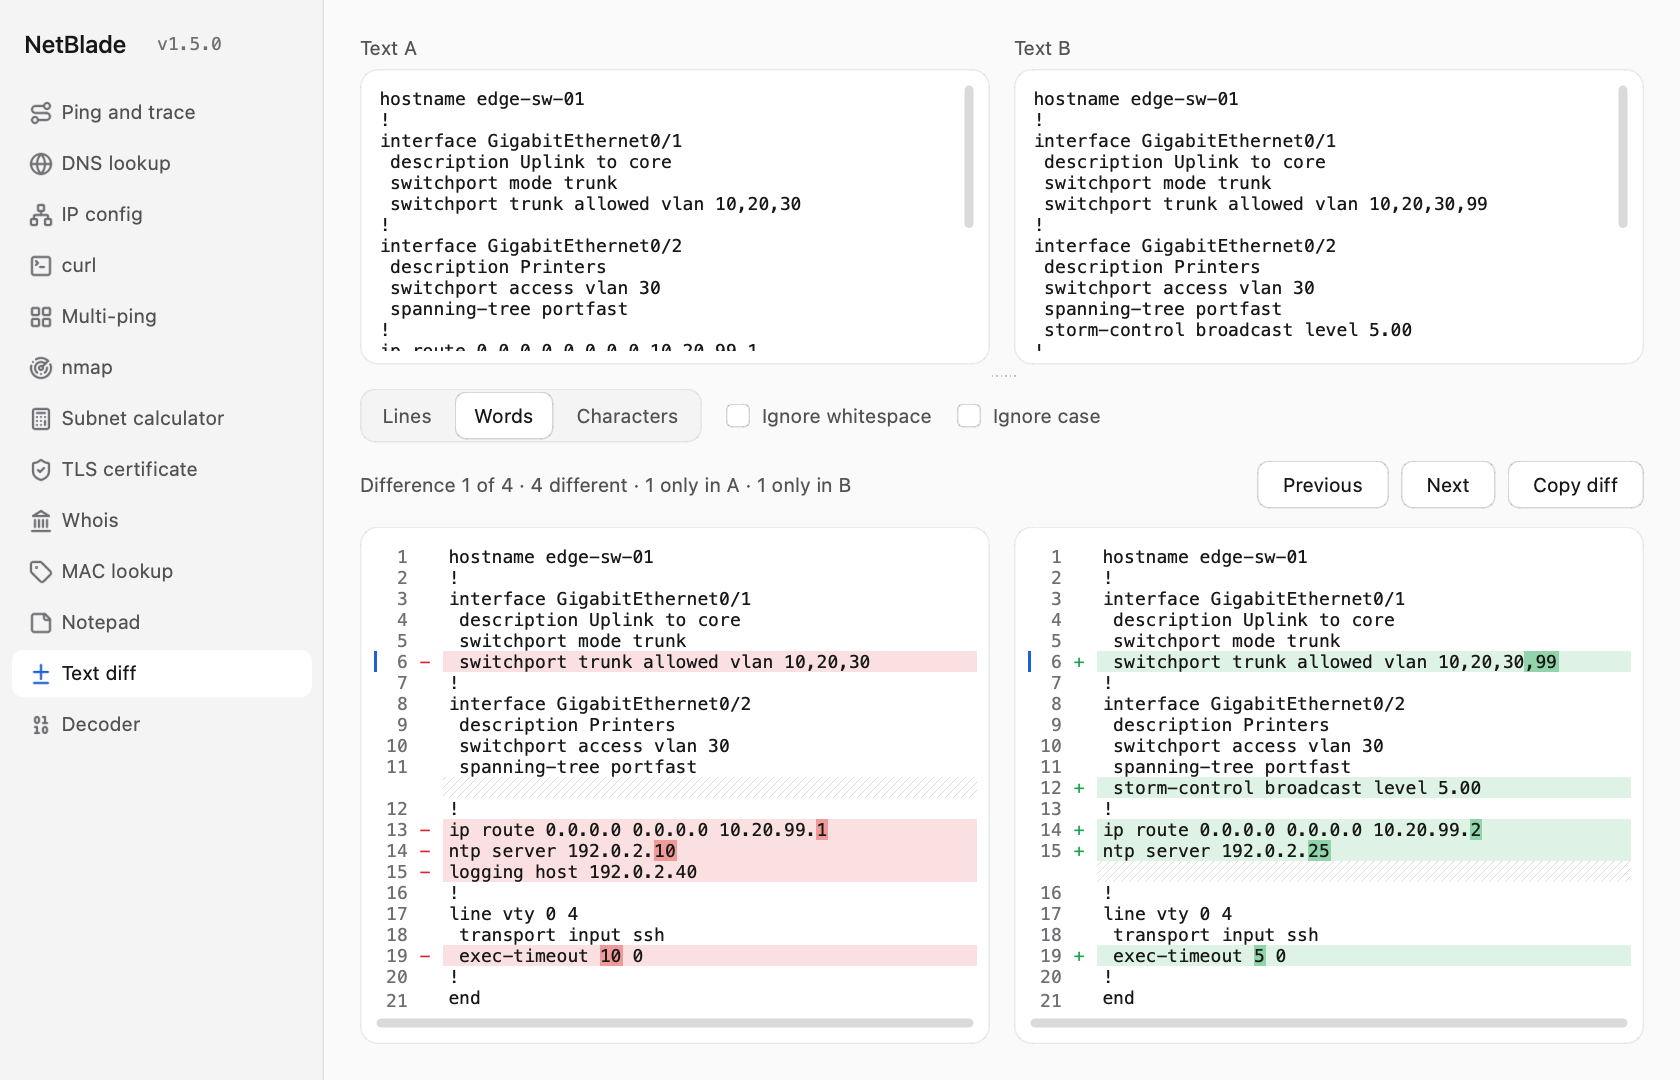 NetBlade v1.5.0
Ping and trace
DNS lookup
IP config
curl
Multi-ping
nmap
Subnet calculator
TLS certificate
Whois
MAC lookup
Notepad
Text diff
Decoder
Text A
hostname edge-sw-01
!
interface GigabitEthernet0/1
 description Uplink to core
 switchport mode trunk
 switchport trunk allowed vlan 10,20,30
!
interface GigabitEthernet0/2
 description Printers
 switchport access vlan 30
 spanning-tree portfast
!
ip route 0.0.0.0 0.0.0.0 10.20.99.1
Text B
hostname edge-sw-01
!
interface GigabitEthernet0/1
 description Uplink to core
 switchport mode trunk
 switchport trunk allowed vlan 10,20,30,99
!
interface GigabitEthernet0/2
 description Printers
 switchport access vlan 30
 spanning-tree portfast
 storm-control broadcast level 5.00
!
Lines Words Characters Ignore whitespace Ignore case
Difference 1 of 4 · 4 different · 1 only in A · 1 only in B
Previous Next Copy diff
1 hostname edge-sw-01
2 !
3 interface GigabitEthernet0/1
4 description Uplink to core
5 switchport mode trunk
6 − switchport trunk allowed vlan 10,20,30
7 !
8 interface GigabitEthernet0/2
9 description Printers
10 switchport access vlan 30
11 spanning-tree portfast
12 !
13 − ip route 0.0.0.0 0.0.0.0 10.20.99.1
14 − ntp server 192.0.2.10
15 − logging host 192.0.2.40
16 !
17 line vty 0 4
18 transport input ssh
19 − exec-timeout 10 0
20 !
21 end
1 hostname edge-sw-01
2 !
3 interface GigabitEthernet0/1
4 description Uplink to core
5 switchport mode trunk
6 + switchport trunk allowed vlan 10,20,30,99
7 !
8 interface GigabitEthernet0/2
9 description Printers
10 switchport access vlan 30
11 spanning-tree portfast
12 + storm-control broadcast level 5.00
13 !
14 + ip route 0.0.0.0 0.0.0.0 10.20.99.2
15 + ntp server 192.0.2.25
16 !
17 line vty 0 4
18 transport input ssh
19 + exec-timeout 5 0
20 !
21 end